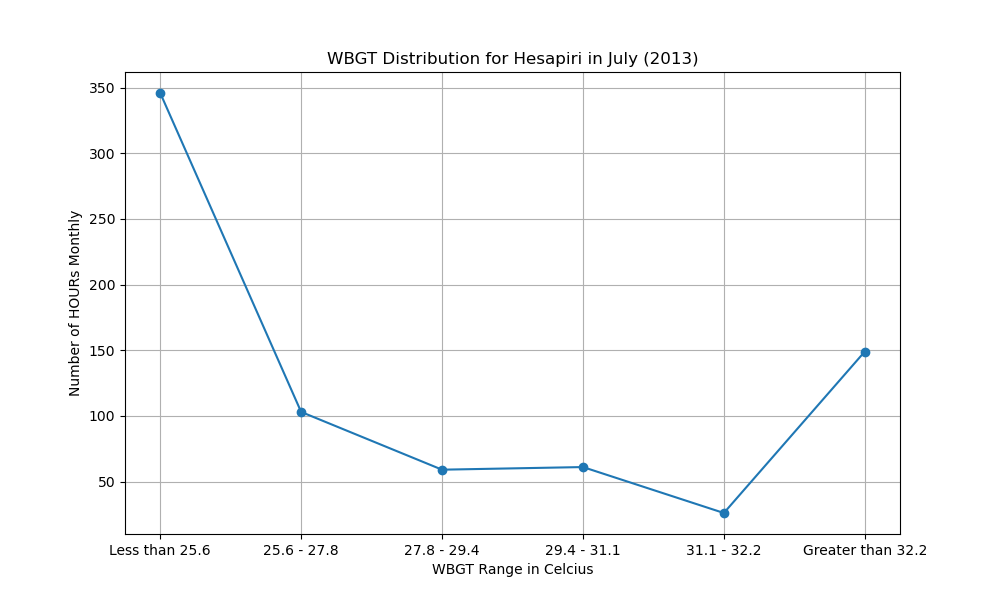 WBGT Distribution for Hesapiri in July (2013)
Number of HOURs Monthly
350
300
250
200
150
100
50
Less than 25.6
25.6 - 27.8
27.8 - 29.4
29.4 - 31.1
31.1 - 32.2
Greater than 32.2
WBGT Range in Celcius